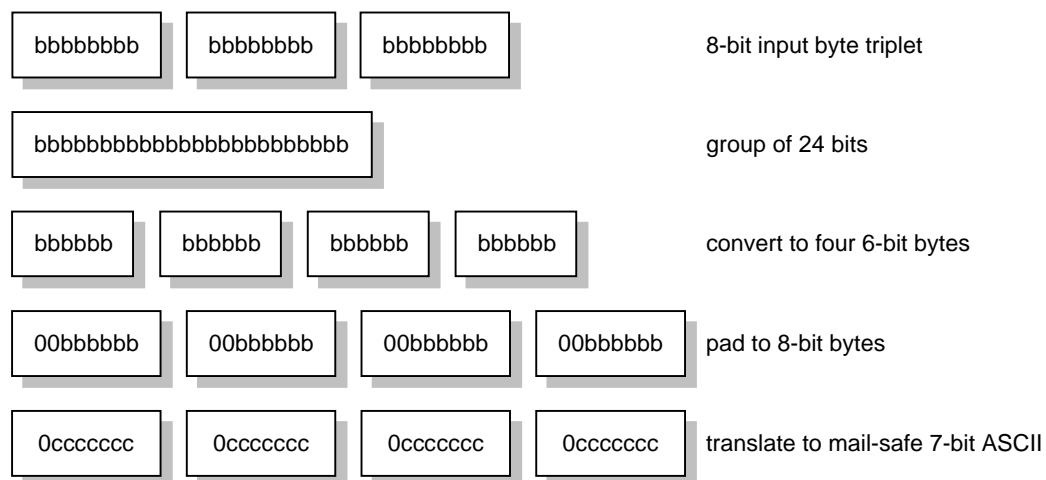 bbbbbbbb bbbbbbbb bbbbbbbb 8-bit input byte triplet
bbbbbbbbbbbbbbbbbbbbbbbb group of 24 bits
bbbbbb bbbbbb bbbbbb bbbbbb convert to four 6-bit bytes
00bbbbbb 00bbbbbb 00bbbbbb 00bbbbbb pad to 8-bit bytes
0ccccccc 0ccccccc 0ccccccc 0ccccccc translate to mail-safe 7-bit ASCII